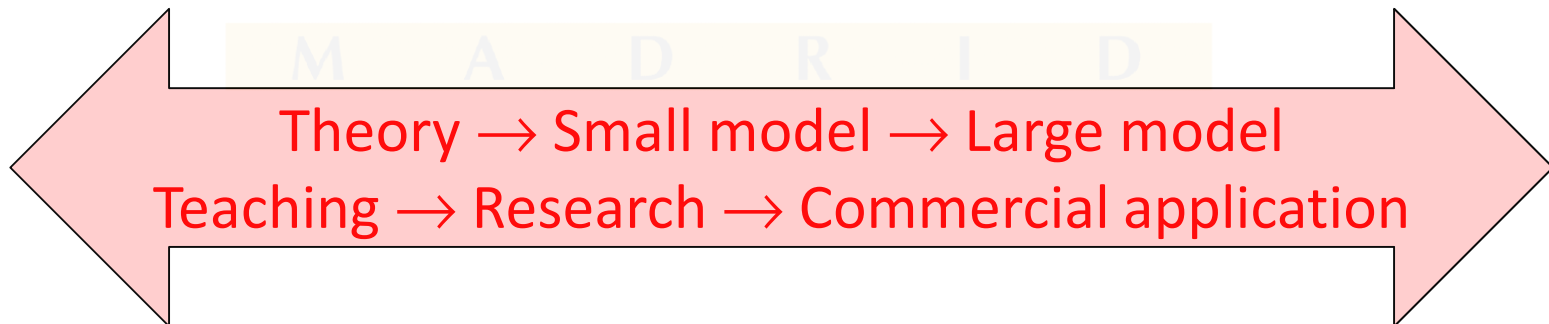 M A D R I D
Theory → Small model → Large model
Teaching → Research → Commercial application